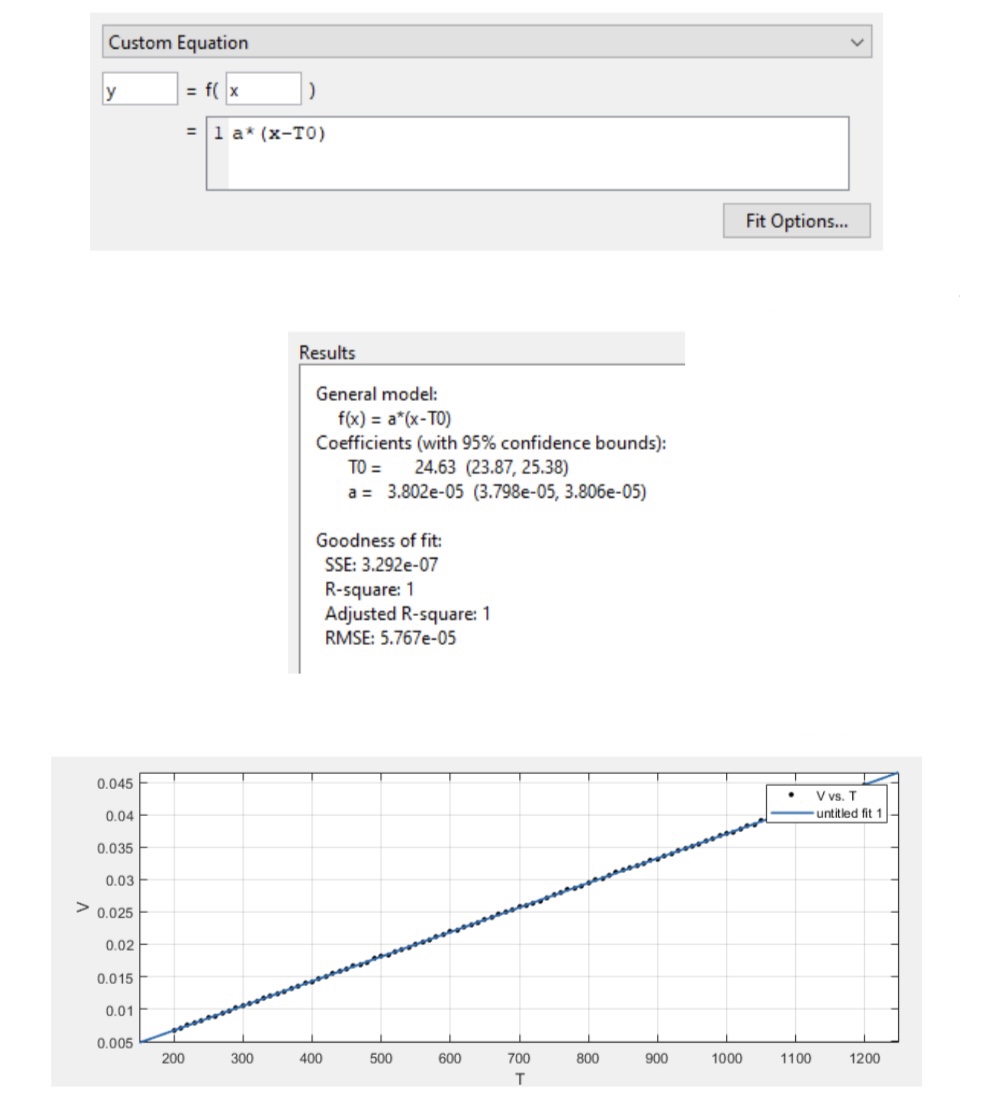 Custom Equation
y = f( x )
= 1 a*(x-T0)
Fit Options...
Results
General model:
f(x) = a*(x-T0)
Coefficients (with 95% confidence bounds):
T0 = 24.63 (23.87, 25.38)
a = 3.802e-05 (3.798e-05, 3.806e-05)
Goodness of fit:
SSE: 3.292e-07
R-square: 1
Adjusted R-square: 1
RMSE: 5.767e-05
V vs. T
untitled fit 1
0.045
0.04
0.035
0.03
0.025
0.02
0.015
0.01
0.005
V
200 300 400 500 600 700 800 900 1000 1100 1200
T